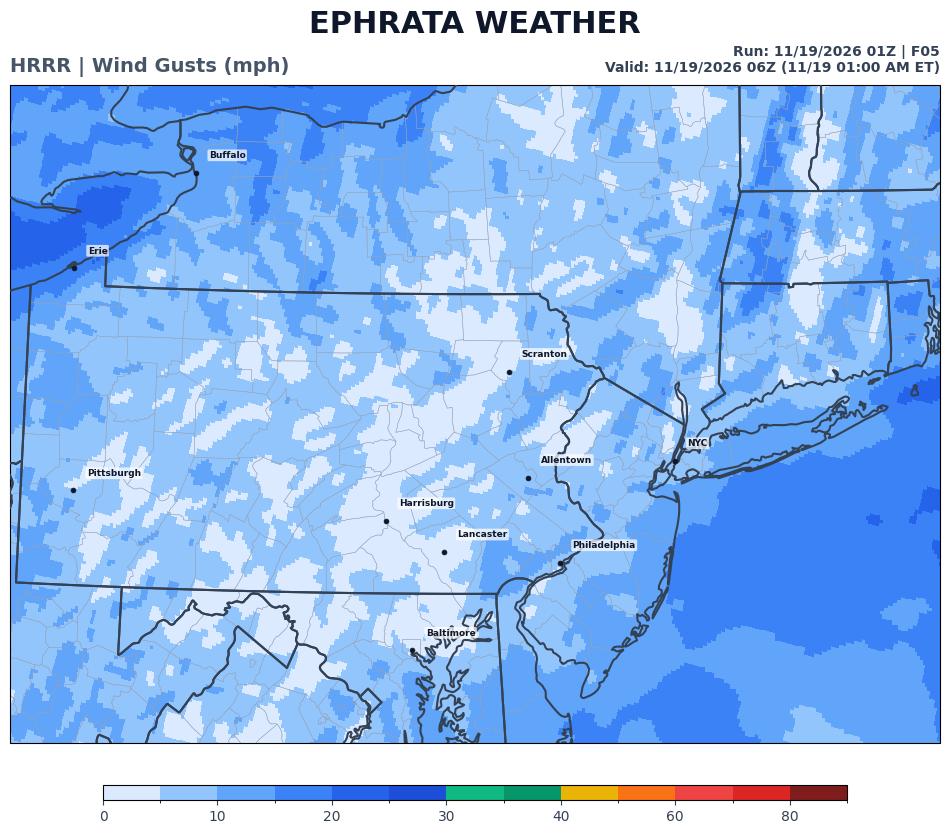 EPHRATA WEATHER
HRRR | Wind Gusts (mph)
Run: 11/19/2026 01Z | F05
Valid: 11/19/2026 06Z (11/19 01:00 AM ET)
Buffalo
Erie
Scranton
NYC
Allentown
Pittsburgh
Harrisburg
Lancaster
Philadelphia
Baltimore
0 10 20 30 40 50 60 70 80